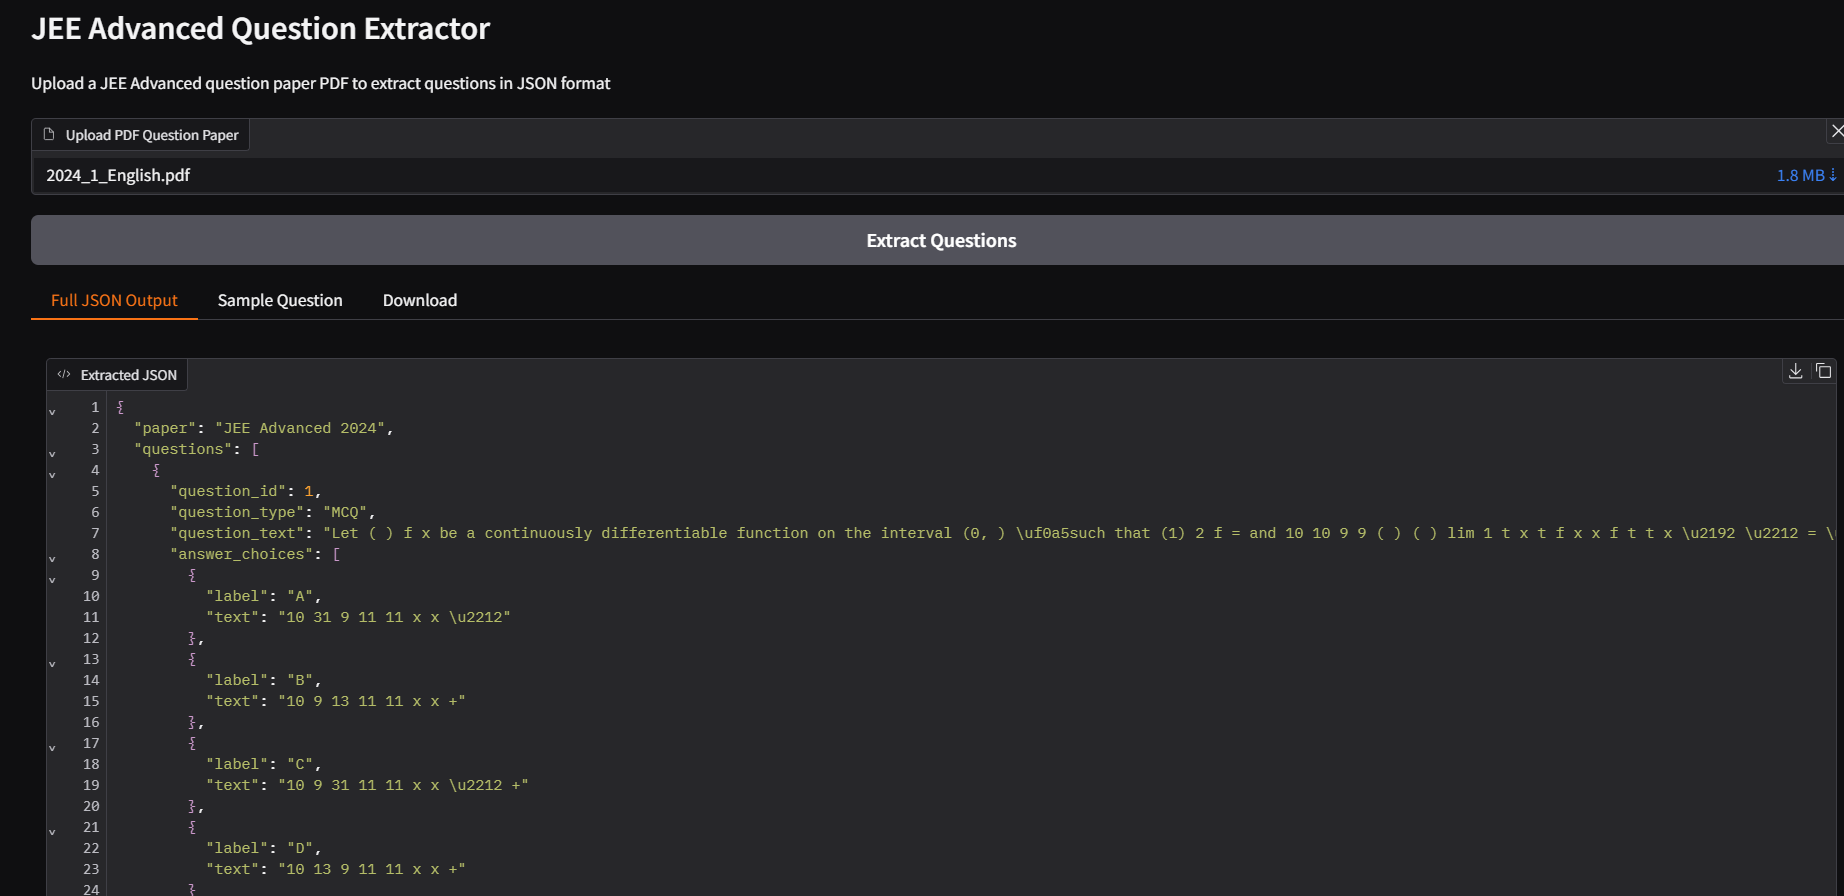 JEE Advanced Question Extractor
Upload a JEE Advanced question paper PDF to extract questions in JSON format
Upload PDF Question Paper
2024_1_English.pdf
1.8 MB ⇣
Extract Questions
Full JSON Output Sample Question Download
</> Extracted JSON
1 {
2 "paper": "JEE Advanced 2024",
3 "questions": [
4 {
5 "question_id": 1,
6 "question_type": "MCQ",
7 "question_text": "Let ( ) f x be a continuously differentiable function on the interval (0, ) \uf0a5such that (1) 2 f = and 10 10 9 9 ( ) ( ) lim 1 t x t f x x f t t x \u2192 \u2212 = \
8 "answer_choices": [
9 {
10 "label": "A",
11 "text": "10 31 9 11 11 x x \u2212"
12 },
13 {
14 "label": "B",
15 "text": "10 9 13 11 11 x x +"
16 },
17 {
18 "label": "C",
19 "text": "10 9 31 11 11 x x \u2212 +"
20 },
21 {
22 "label": "D",
23 "text": "10 13 9 11 11 x x +"
24 }